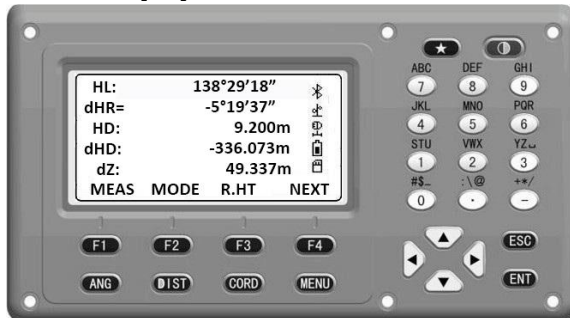 HL: 138°29′18″
dHR= -5°19′37″
HD: 9.200m
dHD: -336.073m
dZ: 49.337m
MEAS MODE R.HT NEXT
F1 F2 F3 F4
ANG DIST CORD MENU
★
ABC DEF GHI
7 8 9
JKL MNO PQR
4 5 6
STU VWX YZ␣
1 2 3
#$_ :\@ +*/
0 . -
ESC
ENT